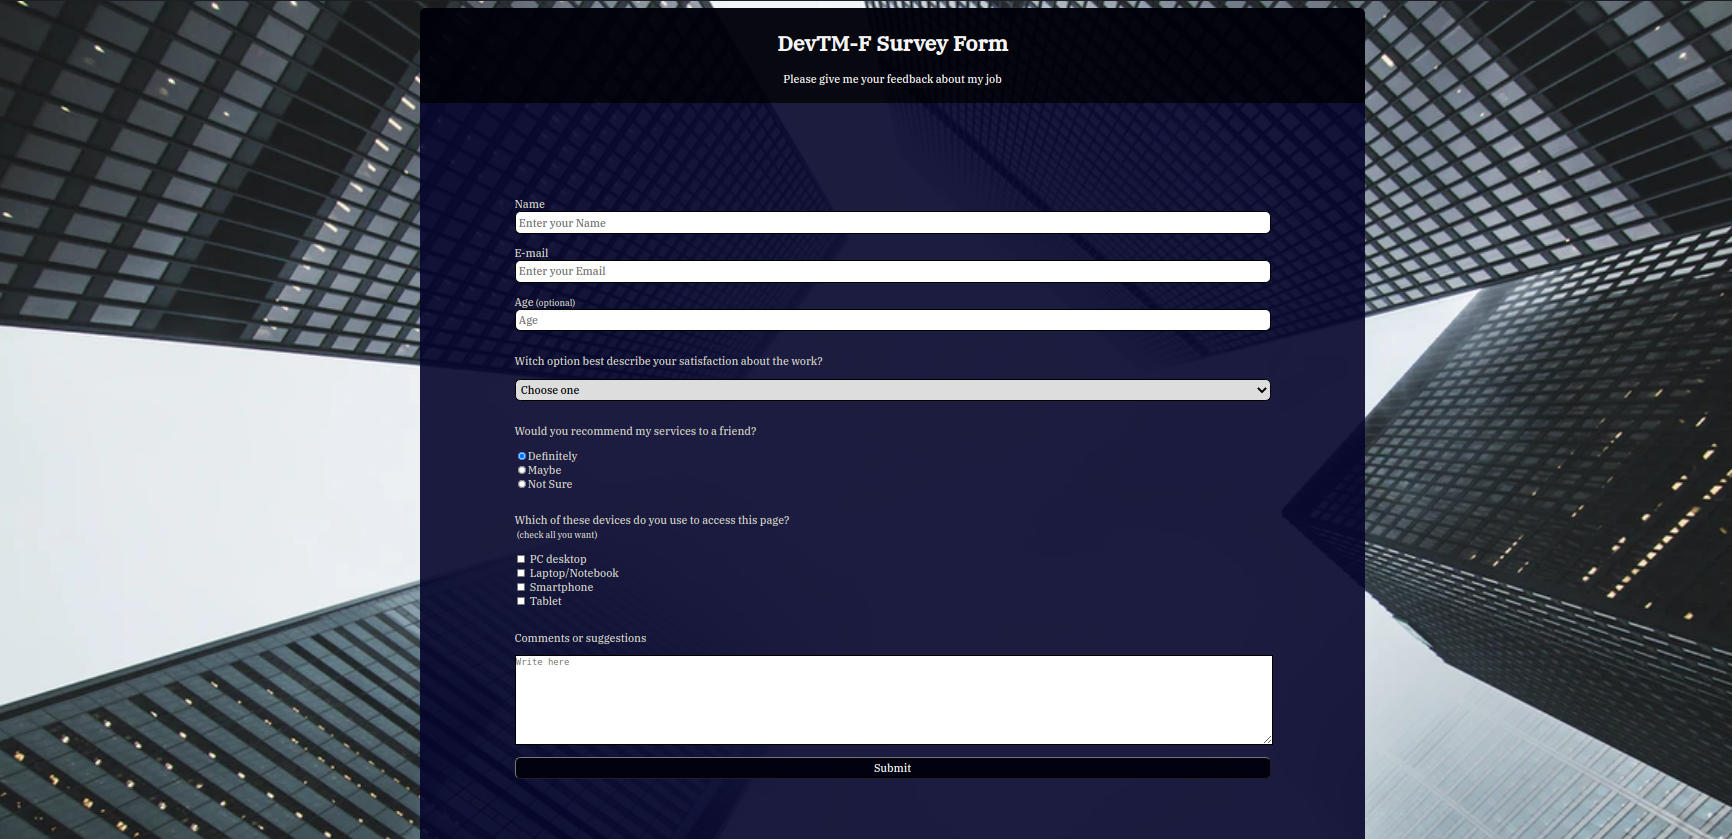 DevTM-F Survey Form
Please give me your feedback about my job
Name
Enter your Name
E-mail
Enter your Email
Age (optional)
Age
Witch option best describe your satisfaction about the work?
Choose one
Would you recommend my services to a friend?
Definitely
Maybe
Not Sure
Which of these devices do you use to access this page?
(check all you want)
PC desktop
Laptop/Notebook
Smartphone
Tablet
Comments or suggestions
Write here
Submit